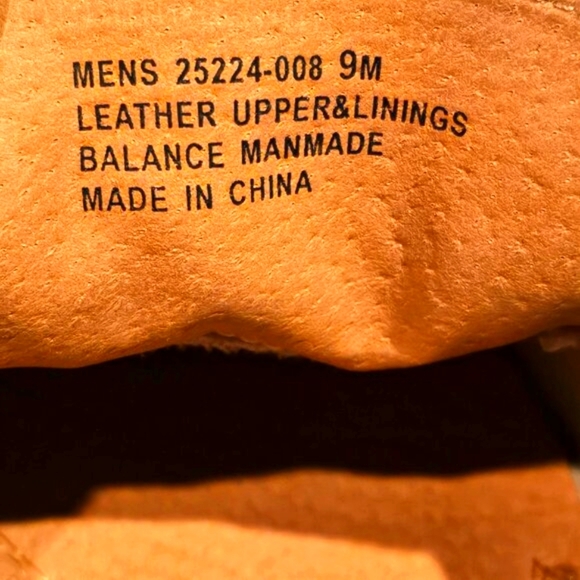 MENS 25224-008 9M
LEATHER UPPER&LININGS
BALANCE MANMADE
MADE IN CHINA